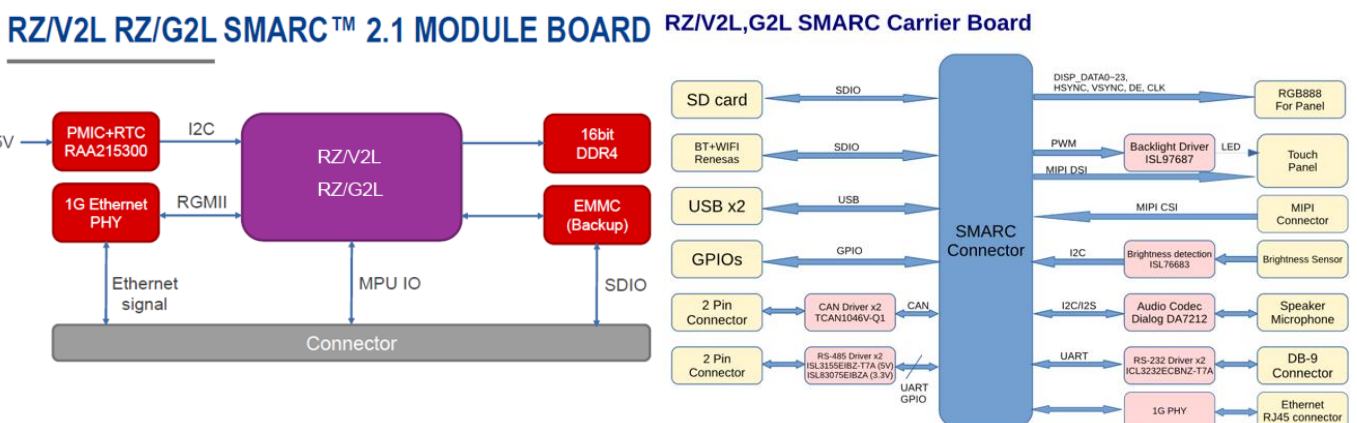 RZ/V2L RZ/G2L SMARC™ 2.1 MODULE BOARD
5V
PMIC+RTC
RAA215300
I2C
RZ/V2L
RZ/G2L
16bit
DDR4
1G Ethernet
PHY
RGMII
EMMC
(Backup)
Ethernet
signal
MPU IO
SDIO
Connector
RZ/V2L,G2L SMARC Carrier Board
SD card
SDIO
BT+WIFI
Renesas
SDIO
USB x2
USB
GPIOs
GPIO
2 Pin
Connector
CAN Driver x2
TCAN1046V-Q1
CAN
2 Pin
Connector
RS-485 Driver x2
ISL3155EIBZ-T7A (5V)
ISL83075EIBZA (3.3V)
UART
GPIO
SMARC
Connector
DISP_DATA0~23,
HSYNC, VSYNC, DE, CLK
RGB888
For Panel
PWM
Backlight Driver
ISL97687
LED
Touch
Panel
MIPI DSI
MIPI CSI
MIPI
Connector
I2C
Brightness detection
ISL76683
Brightness Sensor
I2C/I2S
Audio Codec
Dialog DA7212
Speaker
Microphone
UART
RS-232 Driver x2
ICL3232ECBNZ-T7A
DB-9
Connector
1G PHY
Ethernet
RJ45 connector